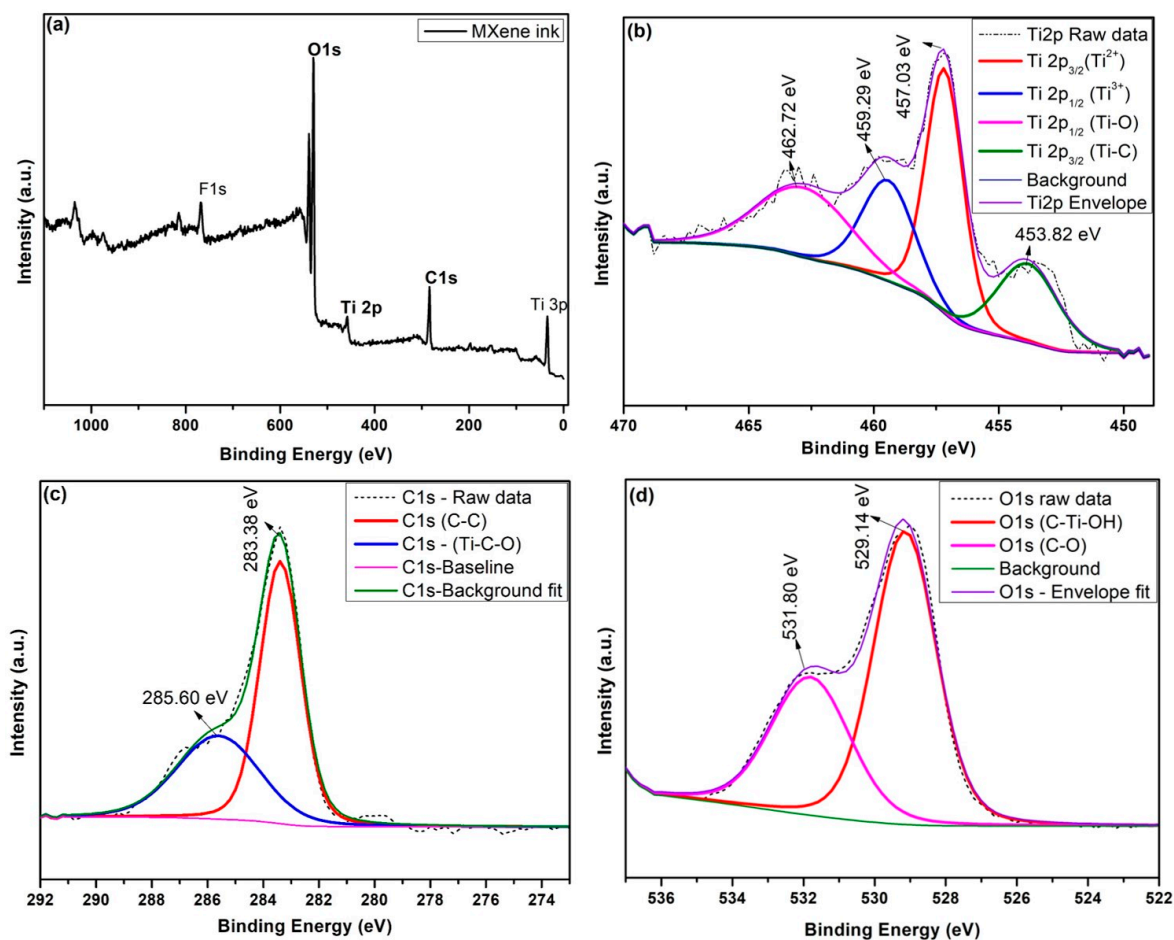 (a)
MXene ink
O1s
F1s
C1s
Ti 2p
Ti 3p
Intensity (a.u.)
1000 800 600 400 200 0
Binding Energy (eV)
(b)
Ti2p Raw data
Ti 2p3/2(Ti2+)
Ti 2p1/2 (Ti3+)
Ti 2p1/2 (Ti-O)
Ti 2p3/2 (Ti-C)
Background
Ti2p Envelope
462.72 eV
459.29 eV
457.03 eV
453.82 eV
Intensity (a.u.)
470 465 460 455 450
Binding Energy (eV)
(c)
C1s - Raw data
C1s (C-C)
C1s - (Ti-C-O)
C1s-Baseline
C1s-Background fit
283.38 eV
285.60 eV
Intensity (a.u.)
292 290 288 286 284 282 280 278 276 274
Binding Energy (eV)
(d)
O1s raw data
O1s (C-Ti-OH)
O1s (C-O)
Background
O1s - Envelope fit
529.14 eV
531.80 eV
Intensity (a.u.)
536 534 532 530 528 526 524 522
Binding Energy (eV)